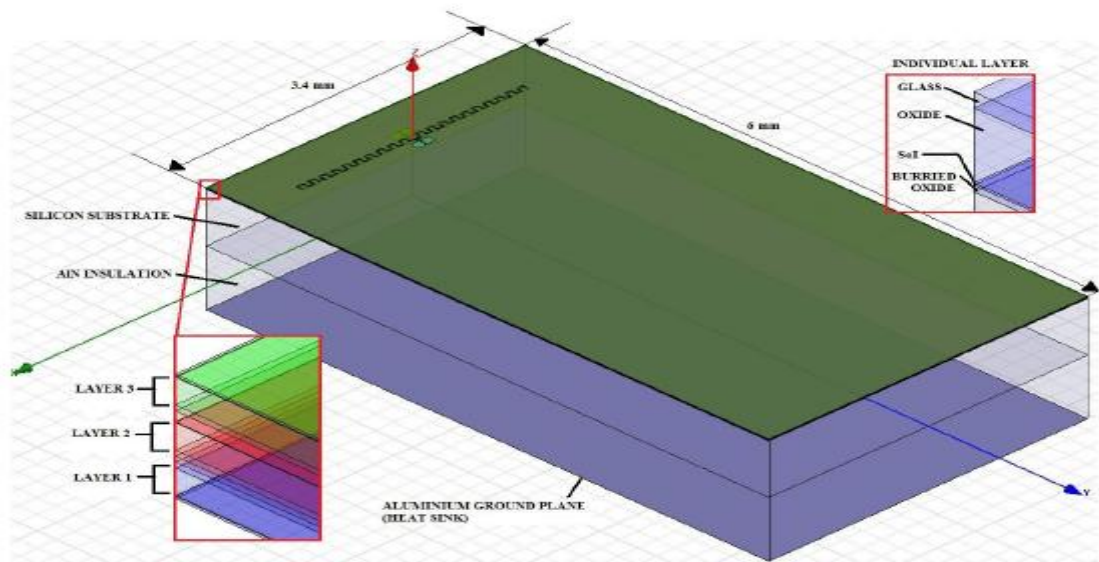 3.4 mm
Z
6 mm
INDIVIDUAL LAYER
GLASS
OXIDE
SoI
BURRIED
OXIDE
SILICON SUBSTRATE
AlN INSULATION
X
LAYER 3
LAYER 2
LAYER 1
ALUMINIUM GROUND PLANE
(HEAT SINK)
Y